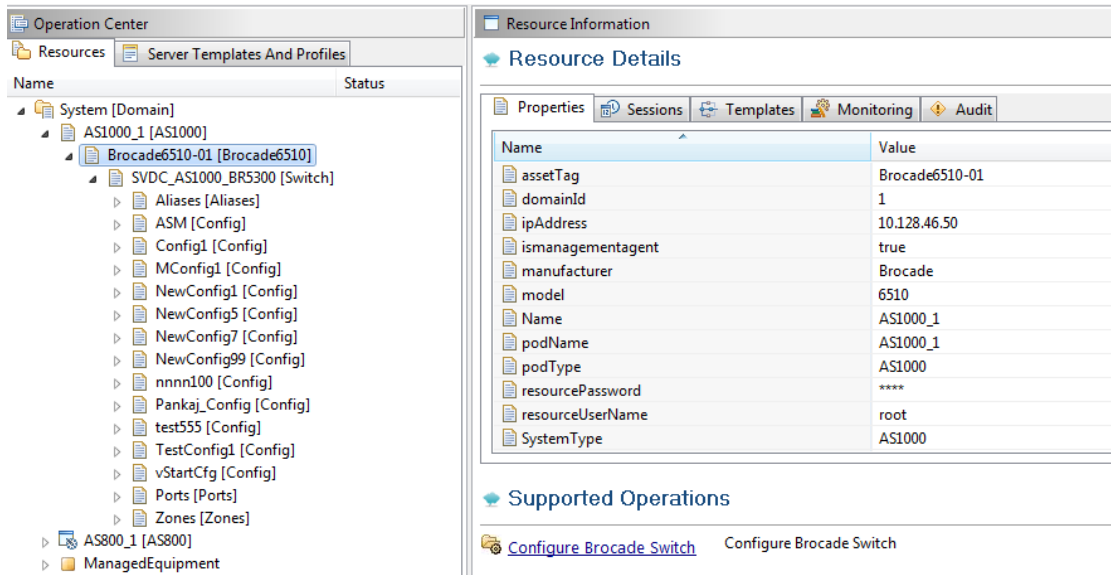 Operation Center
Resources Server Templates And Profiles
Name Status
System [Domain]
AS1000_1 [AS1000]
Brocade6510-01 [Brocade6510]
SVDC_AS1000_BR5300 [Switch]
Aliases [Aliases]
ASM [Config]
Config1 [Config]
MConfig1 [Config]
NewConfig1 [Config]
NewConfig5 [Config]
NewConfig7 [Config]
NewConfig99 [Config]
nnnn100 [Config]
Pankaj_Config [Config]
test555 [Config]
TestConfig1 [Config]
vStartCfg [Config]
Ports [Ports]
Zones [Zones]
AS800_1 [AS800]
ManagedEquipment
Resource Information
Resource Details
Properties Sessions Templates Monitoring Audit
Name Value
assetTag Brocade6510-01
domainId 1
ipAddress 10.128.46.50
ismanagementagent true
manufacturer Brocade
model 6510
Name AS1000_1
podName AS1000_1
podType AS1000
resourcePassword ****
resourceUserName root
SystemType AS1000
Supported Operations
Configure Brocade Switch Configure Brocade Switch